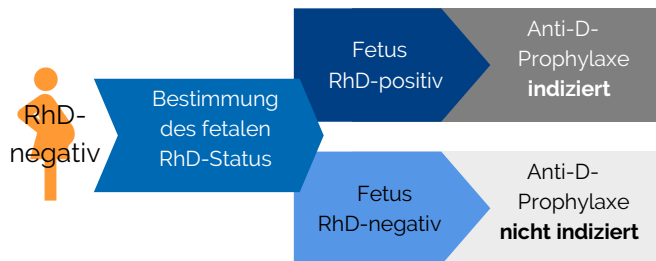 RhD-
negativ
Bestimmung
des fetalen
RhD-Status
Fetus
RhD-positiv
Anti-D-
Prophylaxe
indiziert
Fetus
RhD-negativ
Anti-D-
Prophylaxe
nicht indiziert